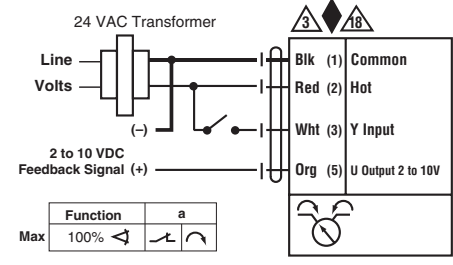 24 VAC Transformer
3 18
Line
Volts
Blk (1) Common
Red (2) Hot
(–)
Wht (3) Y Input
2 to 10 VDC
Feedback Signal (+)
Org (5) U Output 2 to 10V
Function a
Max 100%